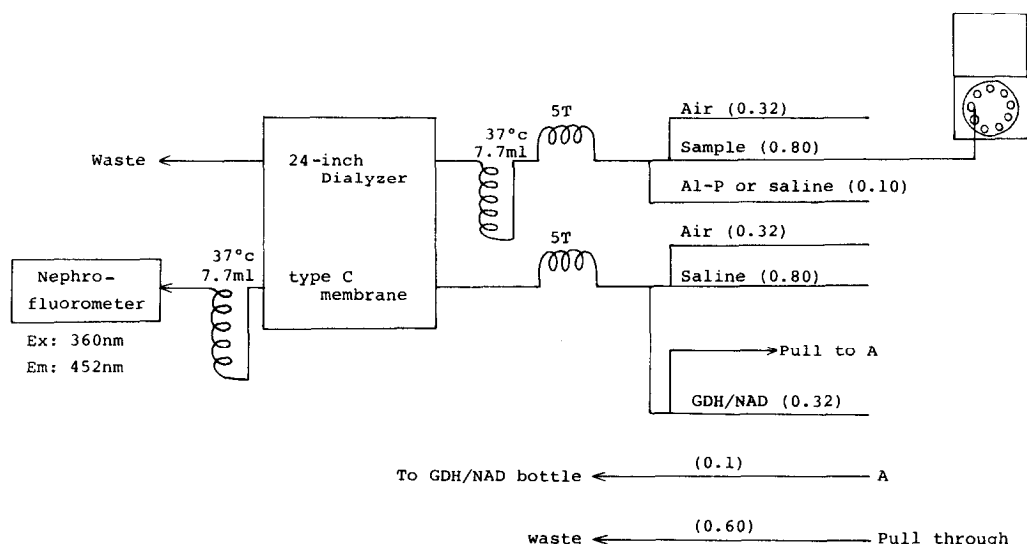 Air (0.32)
5T
37°c
7.7ml
Waste
24-inch
Dialyzer
Sample (0.80)
Al-P or saline (0.10)
Air (0.32)
5T
37°c
7.7ml
Nephro-
fluorometer
type C
membrane
Saline (0.80)
Ex: 360nm
Em: 452nm
Pull to A
GDH/NAD (0.32)
To GDH/NAD bottle
(0.1)
A
waste
(0.60)
Pull through